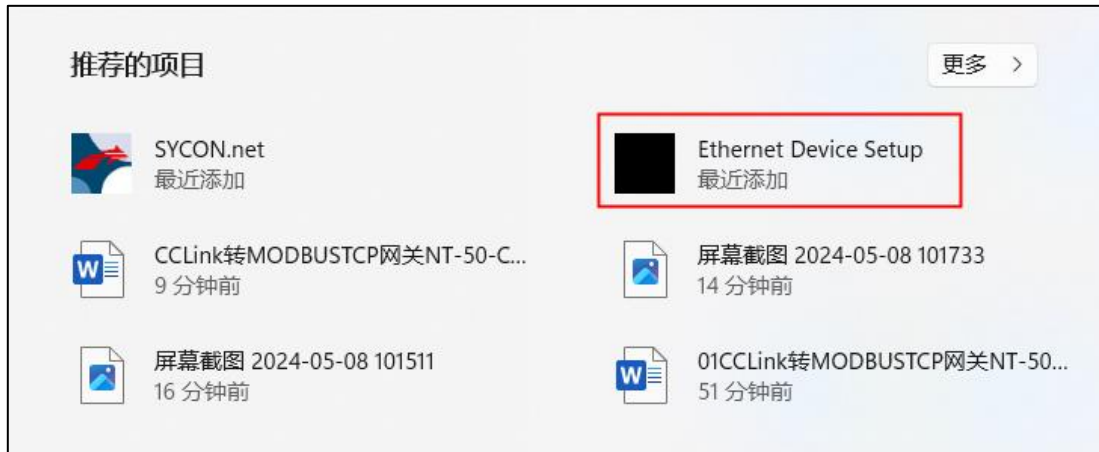 推荐的项目
更多 >
SYCON.net
最近添加
Ethernet Device Setup
最近添加
CCLink转MODBUSTCP网关NT-50-C...
9 分钟前
屏幕截图 2024-05-08 101733
14 分钟前
屏幕截图 2024-05-08 101511
16 分钟前
01CCLink转MODBUSTCP网关NT-50...
51 分钟前